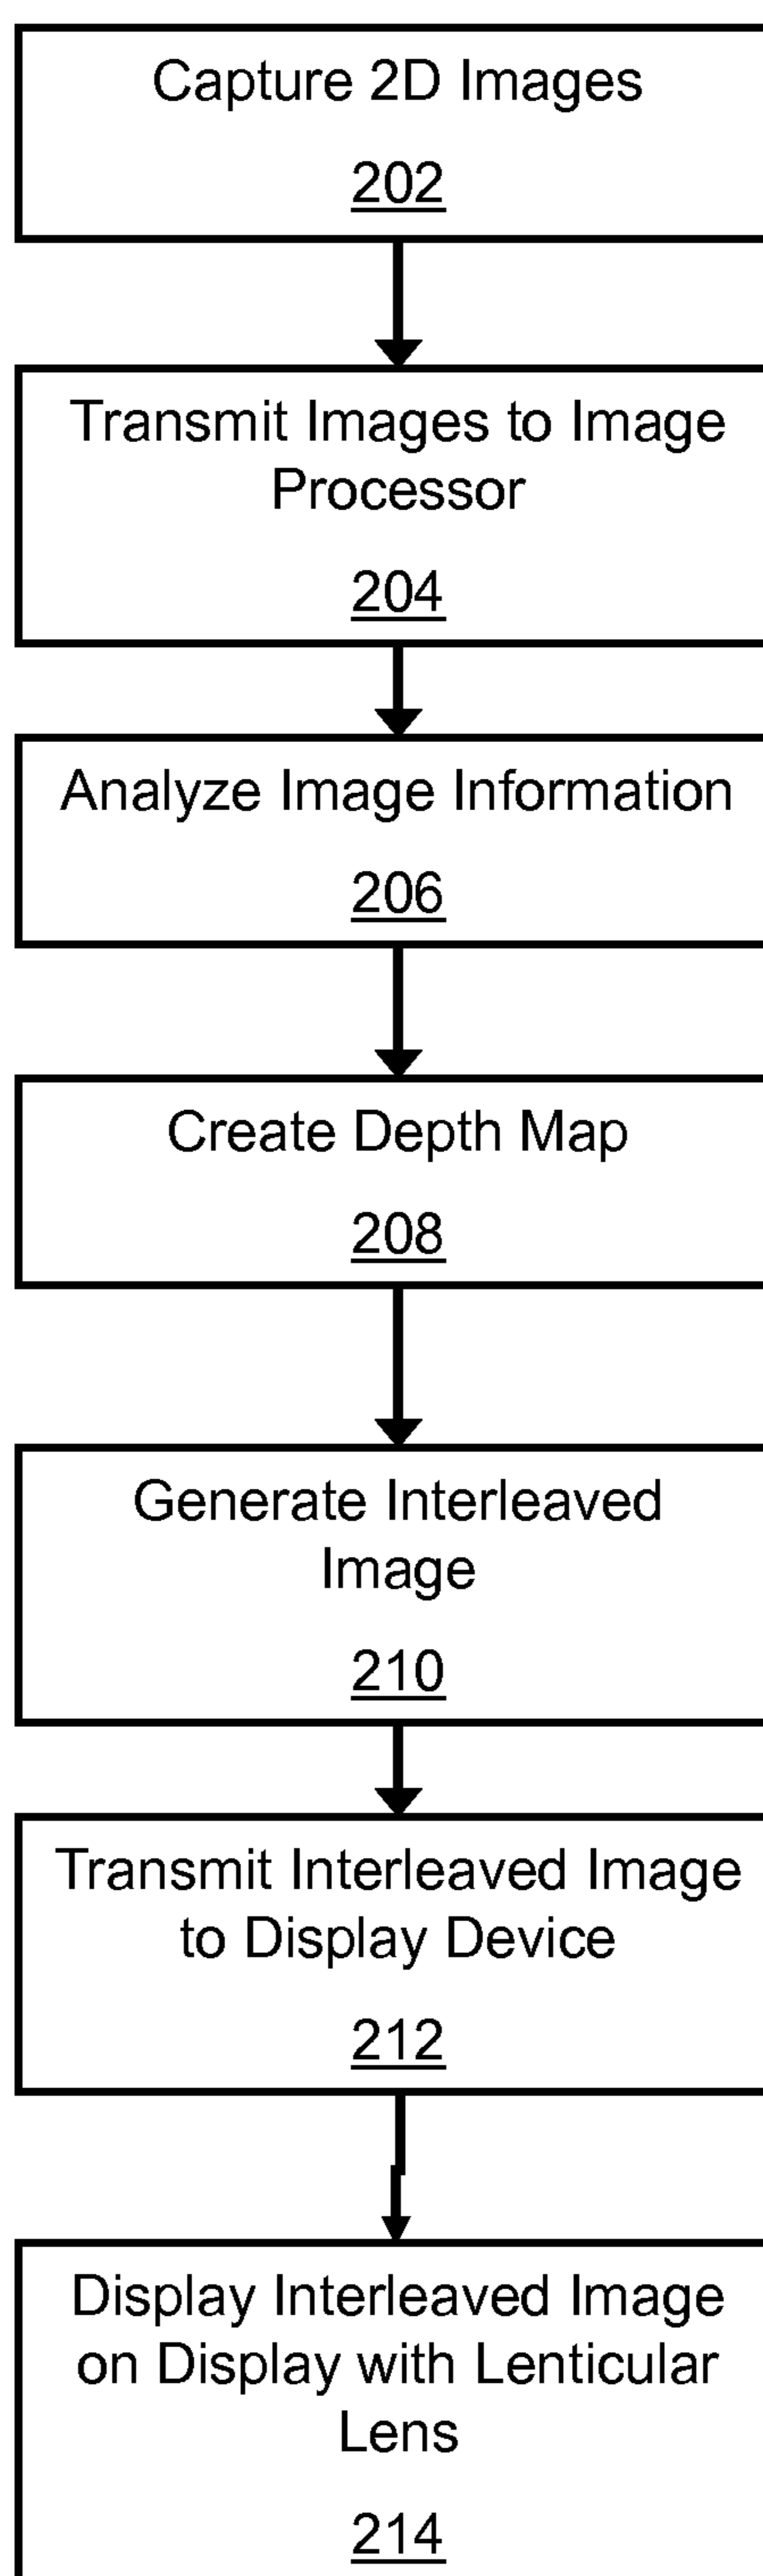 Capture 2D Images
202
Transmit Images to Image
Processor
204
Analyze Image Information
206
Create Depth Map
208
Generate Interleaved
Image
210
Transmit Interleaved Image
to Display Device
212
Display Interleaved Image
on Display with Lenticular
Lens
214